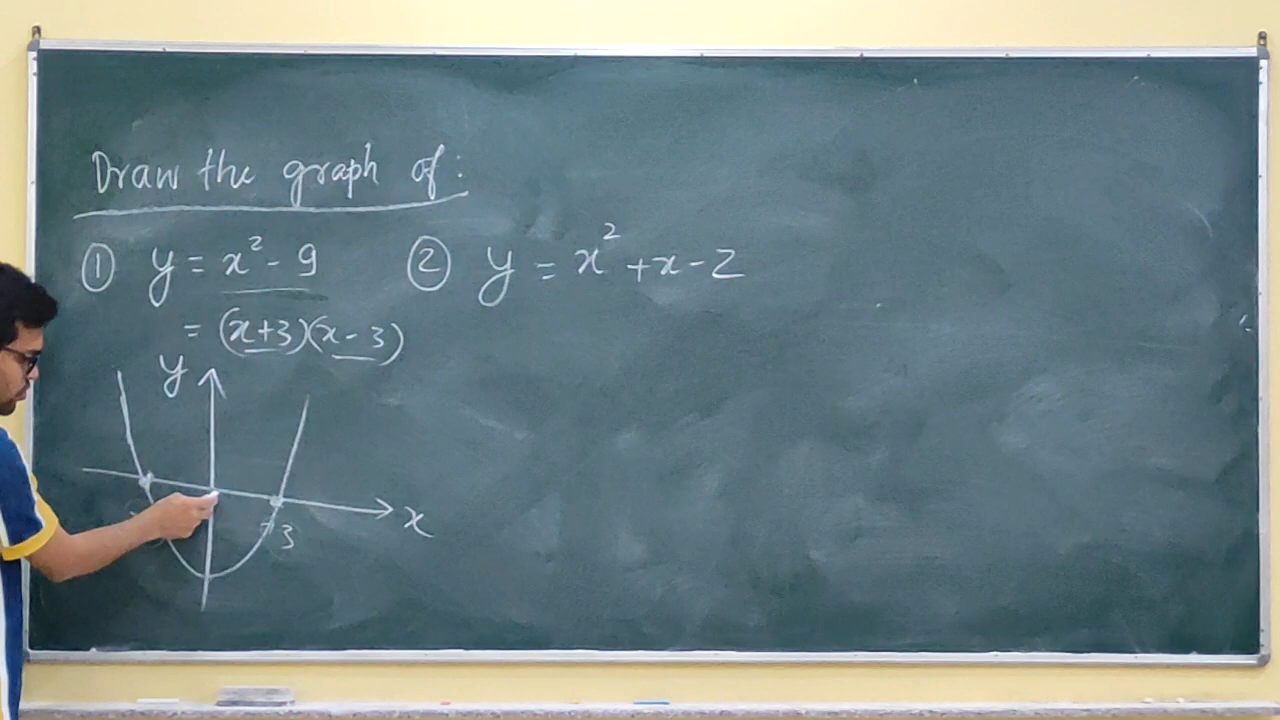 Draw the graph of:
① y = x² - 9
= (x+3)(x-3)
② y = x² + x - 2
y
x
3